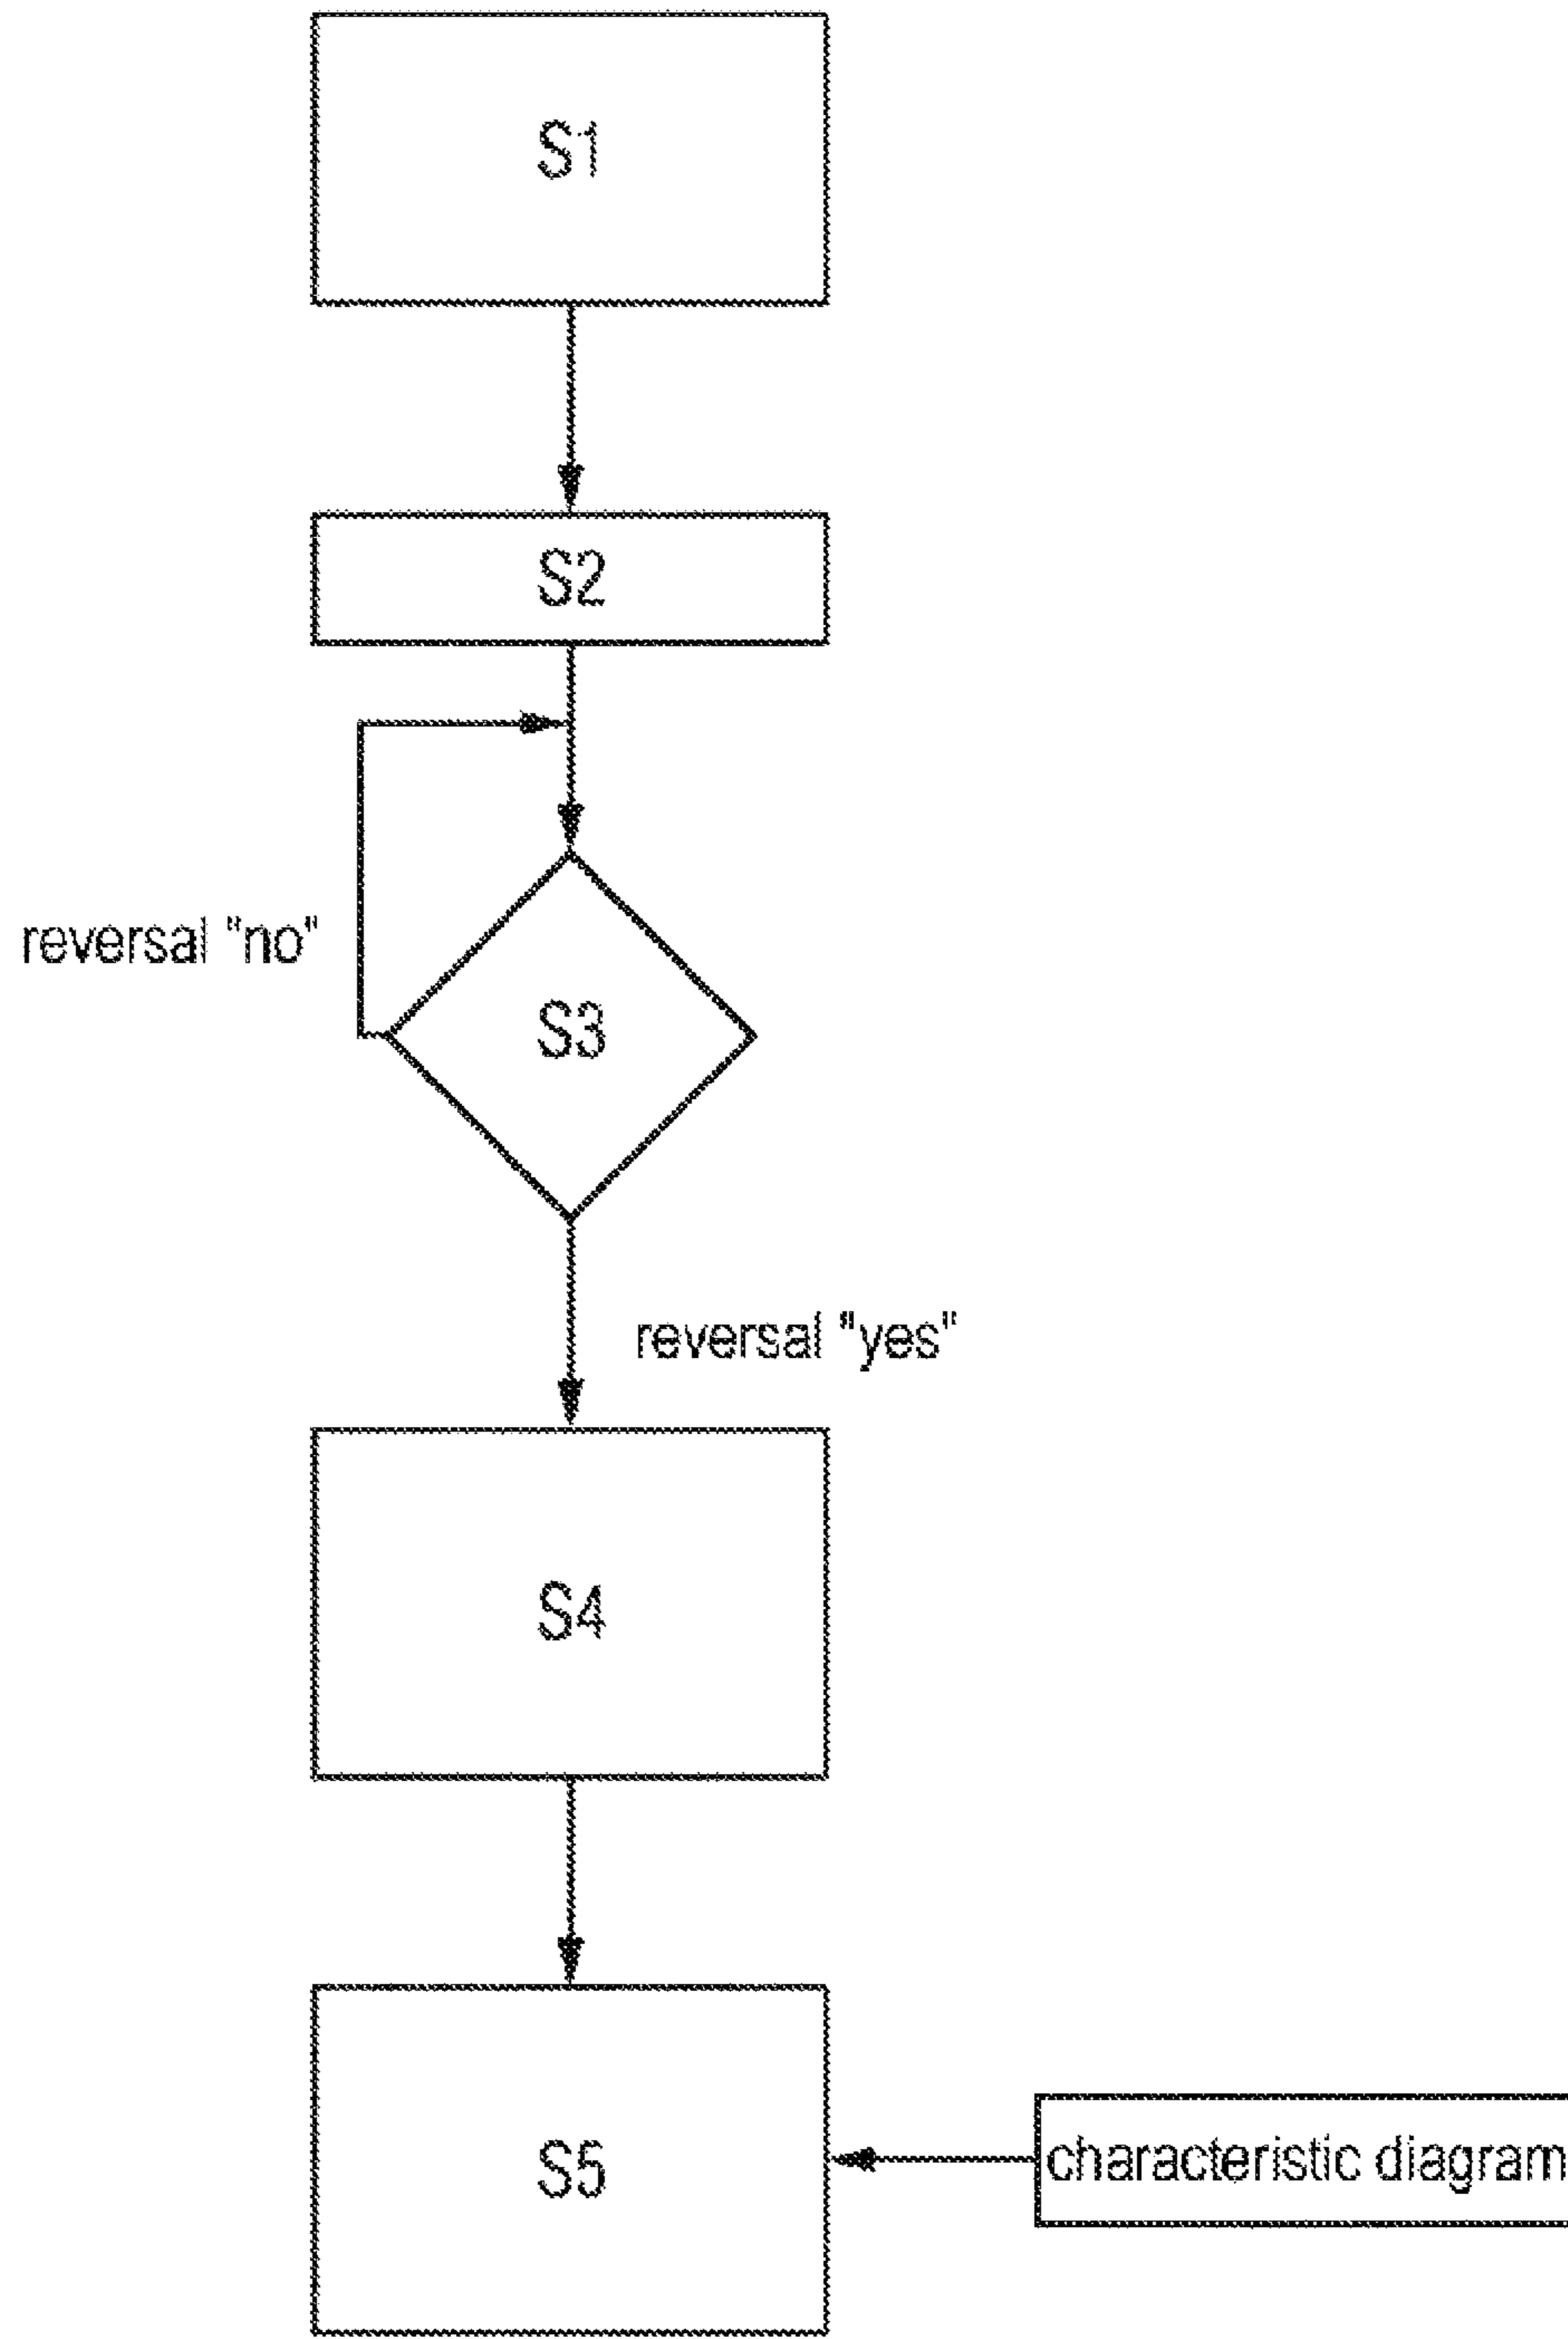 S1
S2
reversal "no"
S3
reversal "yes"
S4
S5
characteristic diagram